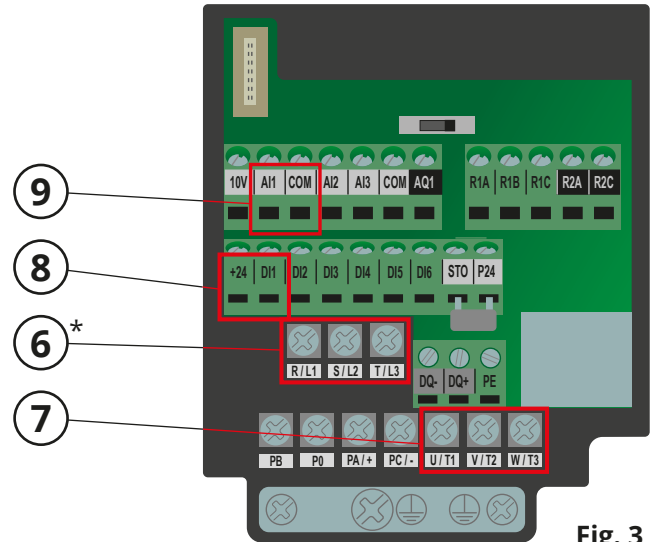 9
10V AI1 COM AI2 AI3 COM AQ1 R1A R1B R1C R2A R2C
8
+24 DI1 DI2 DI3 DI4 DI5 DI6 STO P24
6*
R/L1 S/L2 T/L3
DQ- DQ+ PE
7
PB P0 PA/+ PC/- U/T1 V/T2 W/T3
Fig. 3